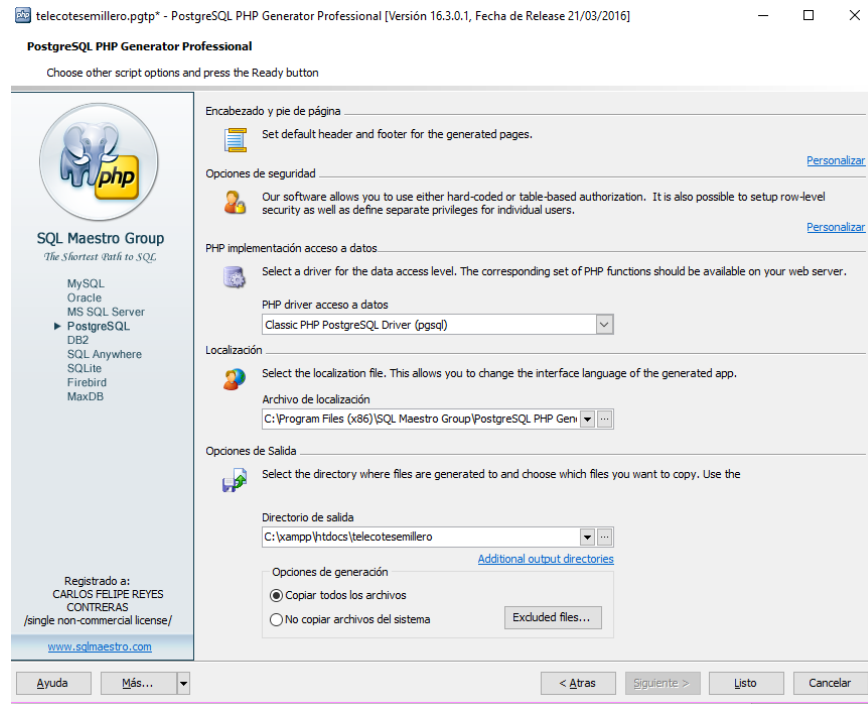 telecotesemillero.pgtp* - PostgreSQL PHP Generator Professional [Versión 16.3.0.1, Fecha de Release 21/03/2016]
PostgreSQL PHP Generator Professional
Choose other script options and press the Ready button
php
SQL Maestro Group
The Shortest Path to SQL
MySQL
Oracle
MS SQL Server
PostgreSQL
DB2
SQL Anywhere
SQLite
Firebird
MaxDB
Registrado a:
CARLOS FELIPE REYES
CONTRERAS
/single non-commercial license/
www.sqlmaestro.com
Encabezado y pie de página
Set default header and footer for the generated pages.
Personalizar
Opciones de seguridad
Our software allows you to use either hard-coded or table-based authorization. It is also possible to setup row-level
security as well as define separate privileges for individual users.
Personalizar
PHP implementación acceso a datos
Select a driver for the data access level. The corresponding set of PHP functions should be available on your web server.
PHP driver acceso a datos
Classic PHP PostgreSQL Driver (pgsql)
Localización
Select the localization file. This allows you to change the interface language of the generated app.
Archivo de localización
C:\Program Files (x86)\SQL Maestro Group\PostgreSQL PHP Gen
Opciones de Salida
Select the directory where files are generated to and choose which files you want to copy. Use the
Directorio de salida
C:\xampp\htdocs\telecotesemillero
Additional output directories
Opciones de generación
Copiar todos los archivos
No copiar archivos del sistema
Excluded files...
Ayuda
Más...
< Atras
Siguiente >
Listo
Cancelar